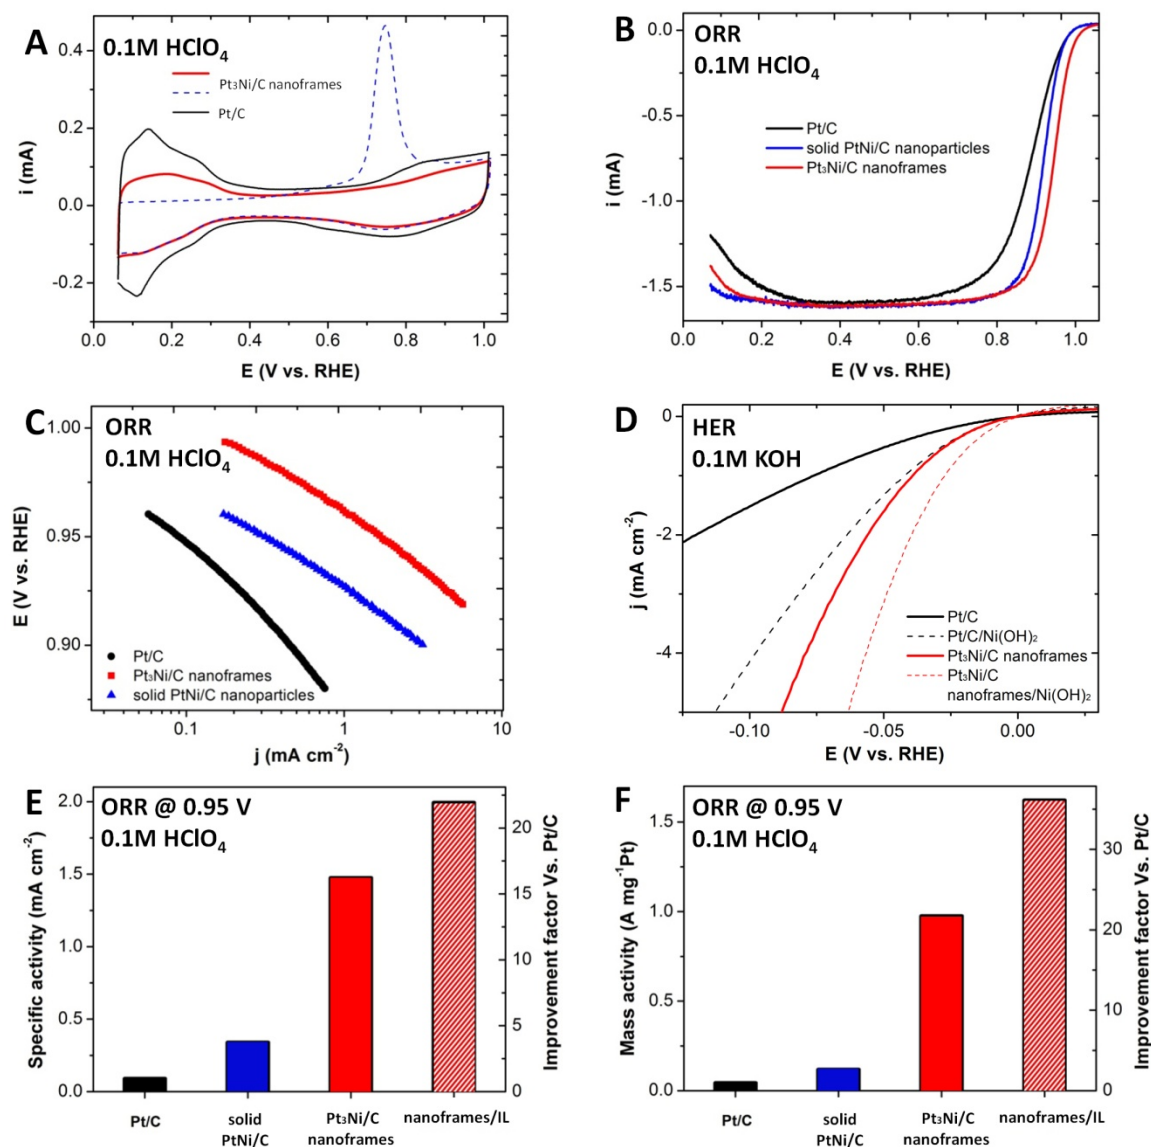 A
0.1M HClO₄
Pt₃Ni/C nanoframes
Pt/C
0.4
0.2
0.0
-0.2
i (mA)
0.0 0.2 0.4 0.6 0.8 1.0
E (V vs. RHE)
B
ORR
0.1M HClO₄
Pt/C
solid PtNi/C nanoparticles
Pt₃Ni/C nanoframes
0.0
-0.5
-1.0
-1.5
i (mA)
0.0 0.2 0.4 0.6 0.8 1.0
E (V vs. RHE)
C
ORR
0.1M HClO₄
1.00
0.95
0.90
E (V vs. RHE)
Pt/C
Pt₃Ni/C nanoframes
solid PtNi/C nanoparticles
0.1 1 10
j (mA cm⁻²)
D
HER
0.1M KOH
0
-2
-4
j (mA cm⁻²)
Pt/C
Pt/C/Ni(OH)₂
Pt₃Ni/C nanoframes
Pt₃Ni/C
nanoframes/Ni(OH)₂
-0.10 -0.05 0.00
E (V vs. RHE)
E
ORR @ 0.95 V
0.1M HClO₄
2.0
1.5
1.0
0.5
0.0
Specific activity (mA cm⁻²)
20
15
10
5
0
Improvement factor Vs. Pt/C
Pt/C
solid
PtNi/C
Pt₃Ni/C
nanoframes
nanoframes/IL
F
ORR @ 0.95 V
0.1M HClO₄
1.5
1.0
0.5
0.0
Mass activity (A mg⁻¹Pt)
30
20
10
0
Improvement factor Vs. Pt/C
Pt/C
solid
PtNi/C
Pt₃Ni/C
nanoframes
nanoframes/IL